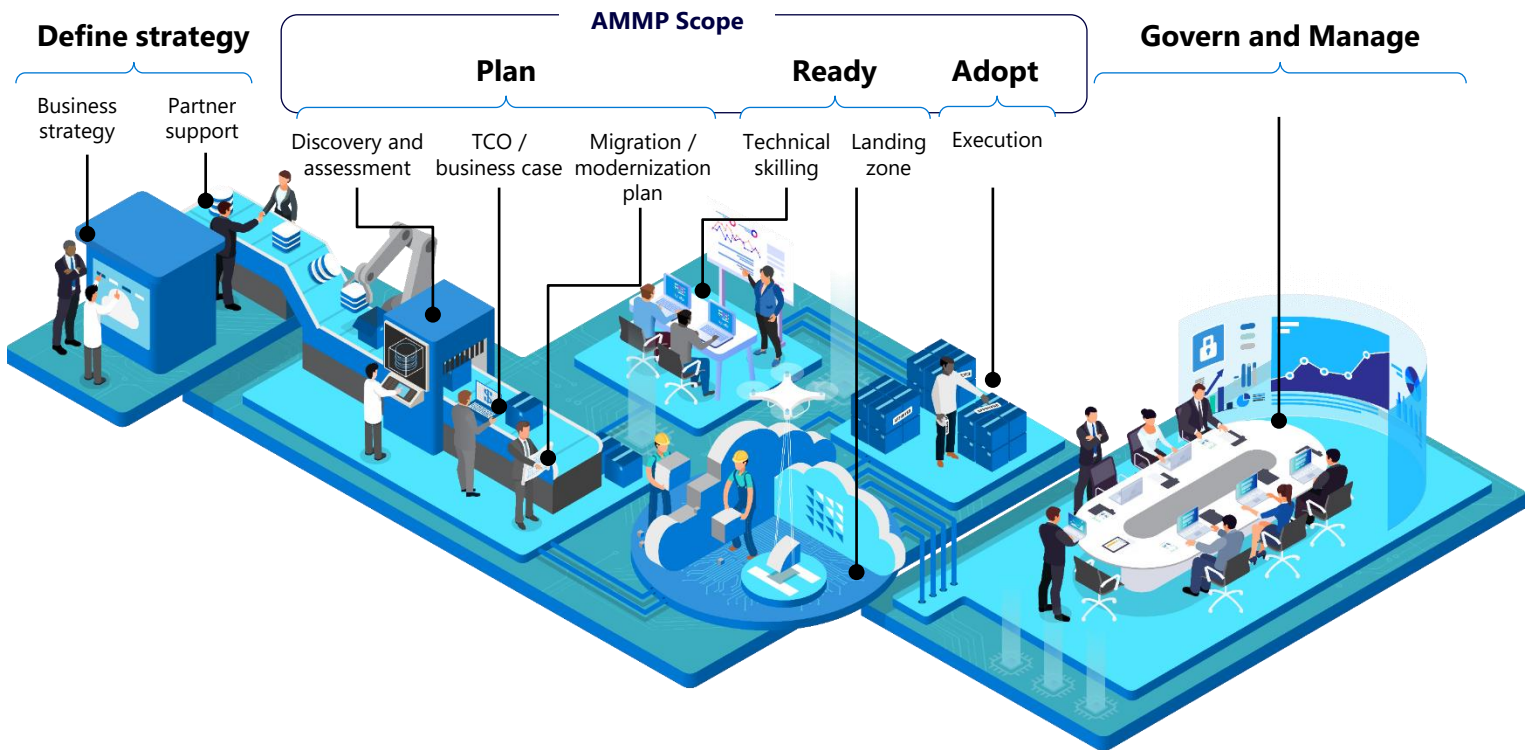 AMMP Scope
Define strategy
Plan
Ready
Adopt
Govern and Manage
Business
strategy
Partner
support
Discovery and
assessment
TCO /
business case
Migration /
modernization
plan
Technical
skilling
Landing
zone
Execution